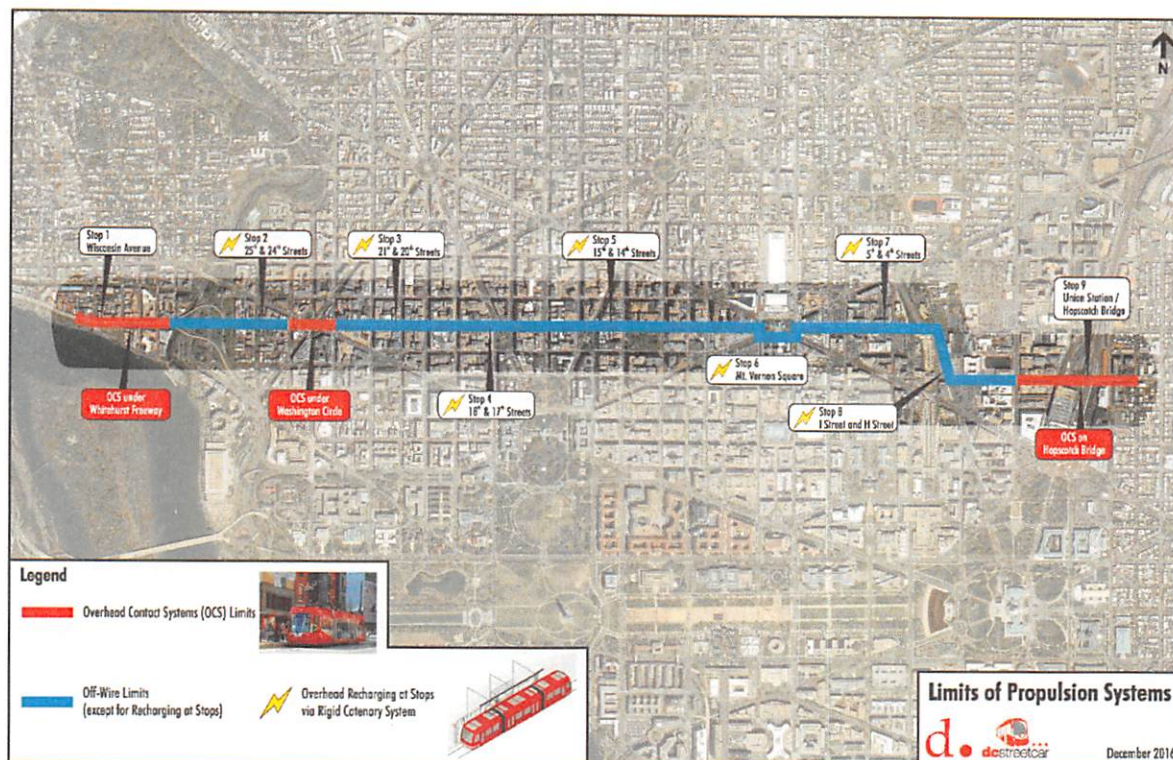 N
Stop 1
Wisconsin Avenue
Stop 2
25th & 24th Streets
Stop 3
21st & 20th Streets
Stop 5
15th & 14th Streets
Stop 7
5th & 4th Streets
Stop 9
Union Station /
Hopscotch Bridge
OCS under
Whitehurst Freeway
OCS under
Washington Circle
Stop 4
18th & 17th Streets
Stop 6
Mt. Vernon Square
Stop 8
I Street and H Street
OCS on
Hopscotch Bridge
Legend
Overhead Contact Systems (OCS) Limits
Off-Wire Limits
(except for Recharging at Stops)
Overhead Recharging at Stops
via Rigid Catenary System
Limits of Propulsion Systems
d.
dcstreetcar
December 2016